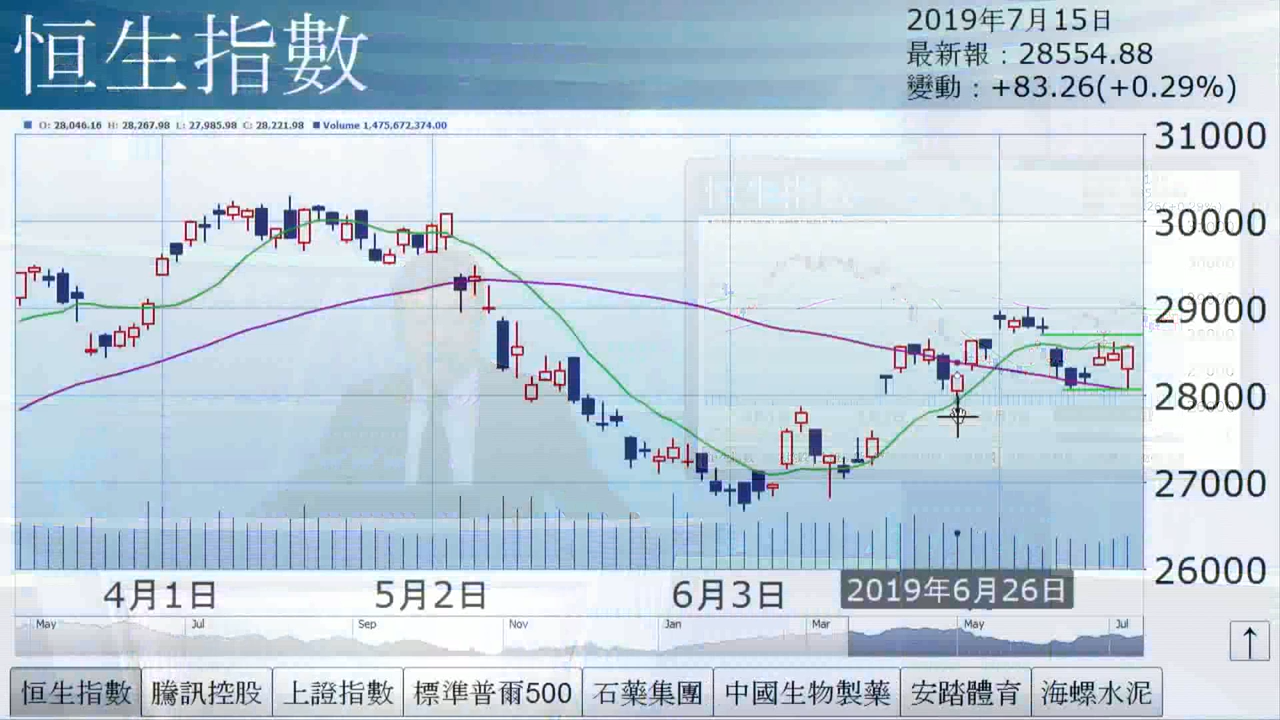 恒生指數
2019年7月15日
最新報：28554.88
變動：+83.26(+0.29%)
O: 28,046.16 H: 28,267.98 L: 27,985.98 C: 28,221.98 Volume 1,475,672,374.00
31000
30000
29000
28000
27000
26000
4月1日 5月2日 6月3日 2019年6月26日
May Jul Sep Nov Jan Mar May Jul
恒生指數 騰訊控股 上證指數 標準普爾500 石藥集團 中國生物製藥 安踏體育 海螺水泥